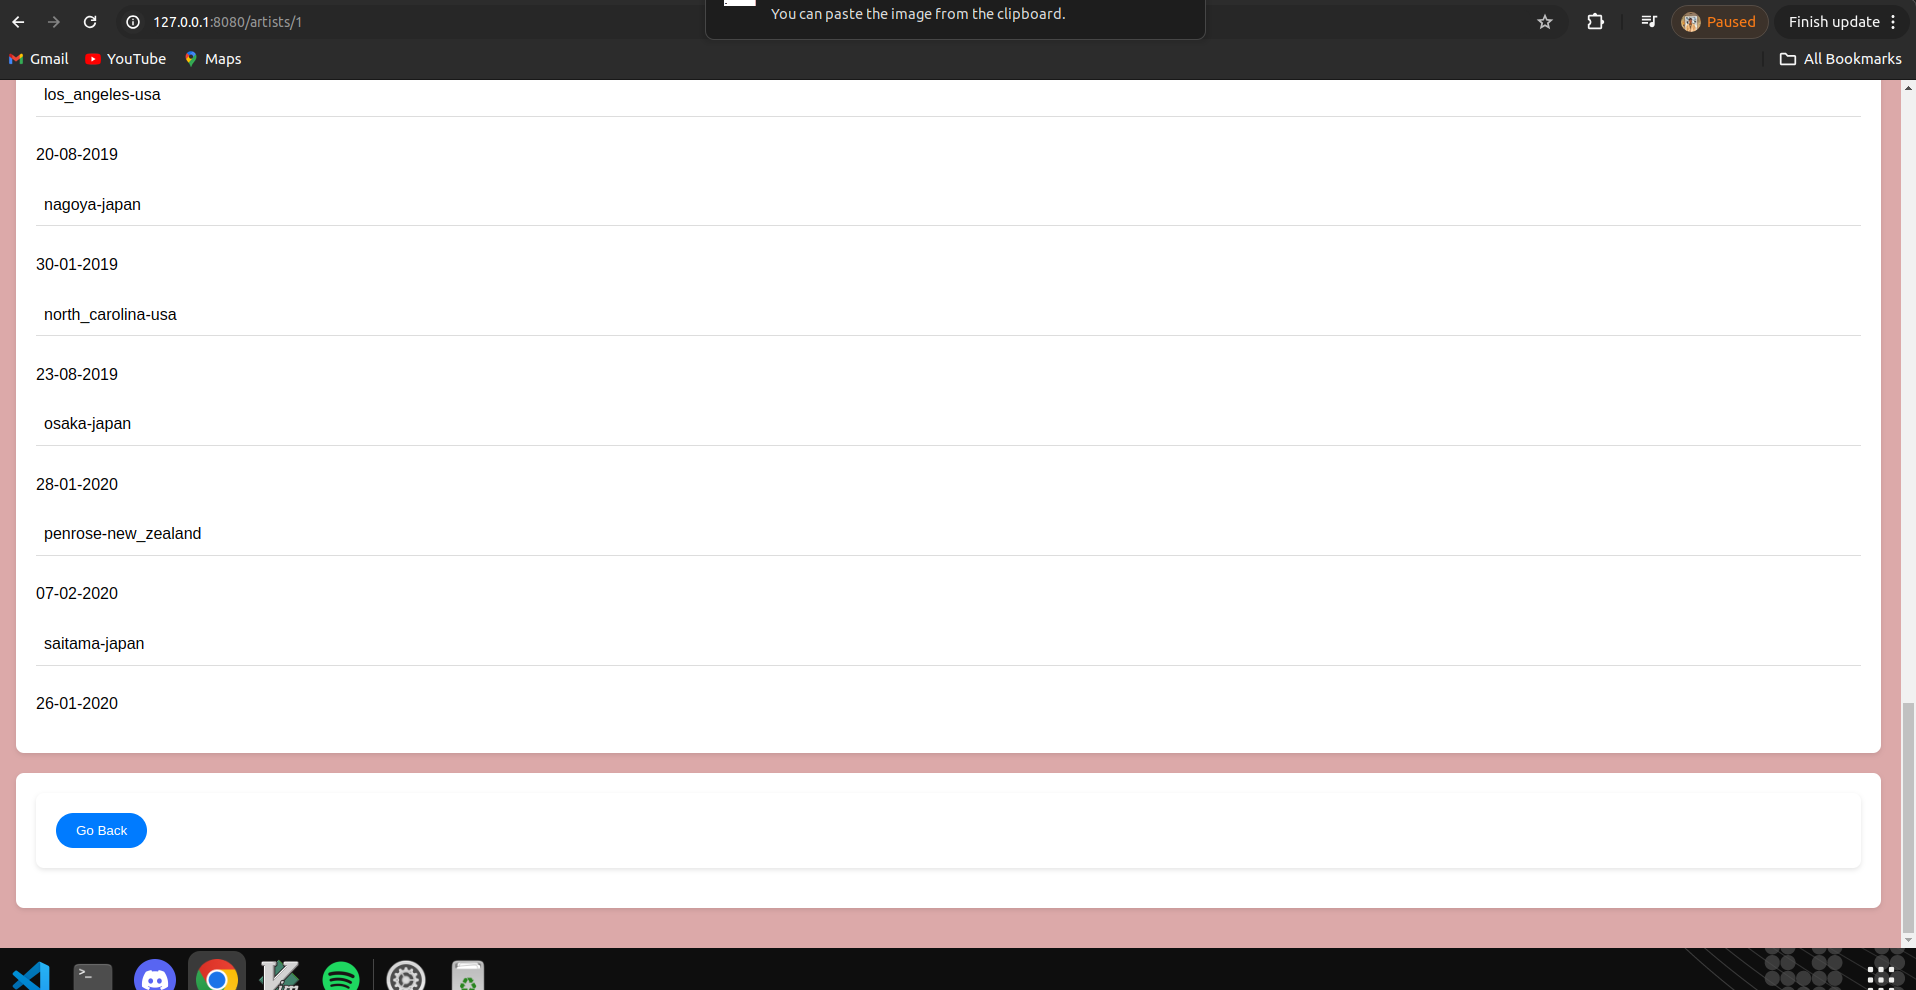 You can paste the image from the clipboard.
127.0.0.1:8080/artists/1
Paused
Finish update
Gmail
YouTube
Maps
All Bookmarks
los_angeles-usa
20-08-2019
nagoya-japan
30-01-2019
north_carolina-usa
23-08-2019
osaka-japan
28-01-2020
penrose-new_zealand
07-02-2020
saitama-japan
26-01-2020
Go Back